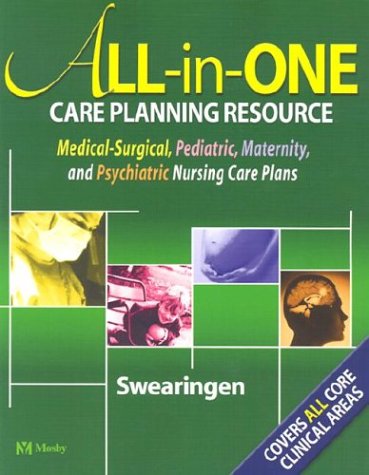 ALL-in-ONE
CARE PLANNING RESOURCE
Medical-Surgical, Pediatric, Maternity,
and Psychiatric Nursing Care Plans
Swearingen
COVERS ALL CORE
CLINICAL AREAS
M Mosby